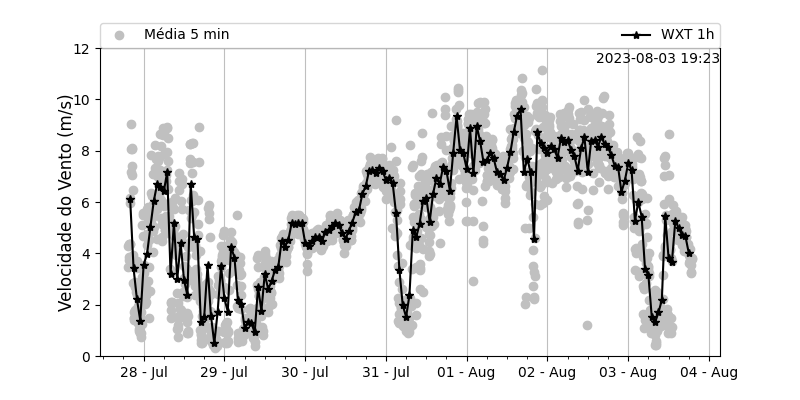 Média 5 min
WXT 1h
2023-08-03 19:23
Velocidade do Vento (m/s)
12
10
8
6
4
2
0
28 - Jul
29 - Jul
30 - Jul
31 - Jul
01 - Aug
02 - Aug
03 - Aug
04 - Aug